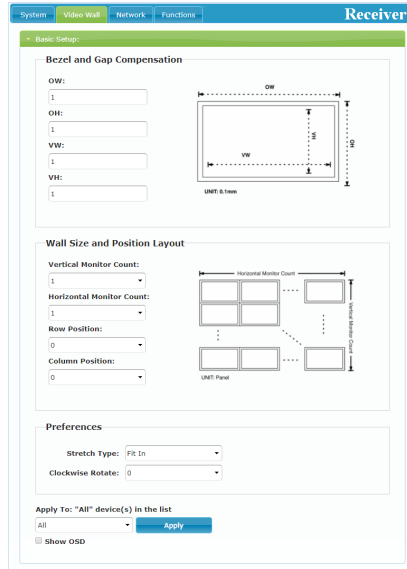 System Video Wall Network Functions Receiver
Basic Setup:
Bezel and Gap Compensation
OW:
1
OH:
1
VW:
1
VH:
1
OW
VH
OH
VW
UNIT: 0.1mm
Wall Size and Position Layout
Vertical Monitor Count:
1
Horizontal Monitor Count:
1
Row Position:
0
Column Position:
0
Horizontal Monitor Count
Vertical Monitor Count
UNIT: Panel
Preferences
Stretch Type: Fit In
Clockwise Rotate: 0
Apply To: "All" device(s) in the list
All Apply
Show OSD